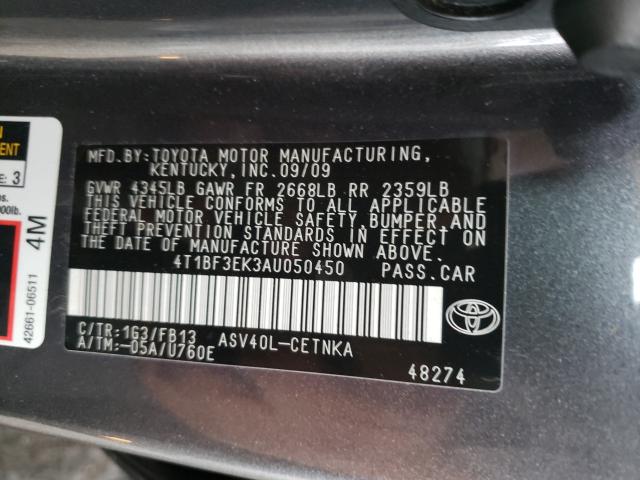 MFD.BY:TOYOTA MOTOR MANUFACTURING,
KENTUCKY,INC.09/09
GVWR 4345LB GAWR FR 2668LB RR 2359LB
THIS VEHICLE CONFORMS TO ALL APPLICABLE
FEDERAL MOTOR VEHICLE SAFETY, BUMPER, AND
THEFT PREVENTION STANDARDS IN EFFECT ON
THE DATE OF MANUFACTURE SHOWN ABOVE.
4T1BF3EK3AU050450 PASS.CAR
C/TR:1G3/FB13 ASV40L-CETNKA
A/TM:-05A/U760E
48274
E: 3
4M
42661-06511